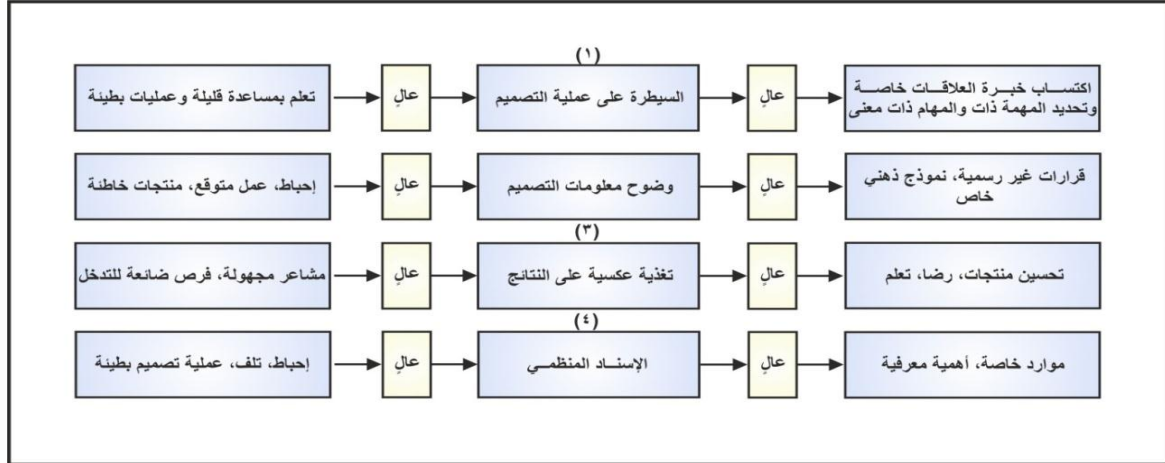 (١)
اكتساب خبرة العلاقات خاصة
وتحديد المهمة ذات والمهام ذات معنى
عالٍ
السيطرة على عملية التصميم
عالٍ
تعلم بمساعدة قليلة وعمليات بطيئة
قرارات غير رسمية، نموذج ذهني
خاص
عالٍ
وضوح معلومات التصميم
عالٍ
إحباط، عمل متوقع، منتجات خاطئة
(٣)
تحسين منتجات، رضا، تعلم
عالٍ
تغذية عكسية على النتائج
عالٍ
مشاعر مجهولة، فرص ضائعة للتدخل
(٤)
موارد خاصة، أهمية معرفية
عالٍ
الإسناد المنظمي
عالٍ
إحباط، تلف، عملية تصميم بطيئة